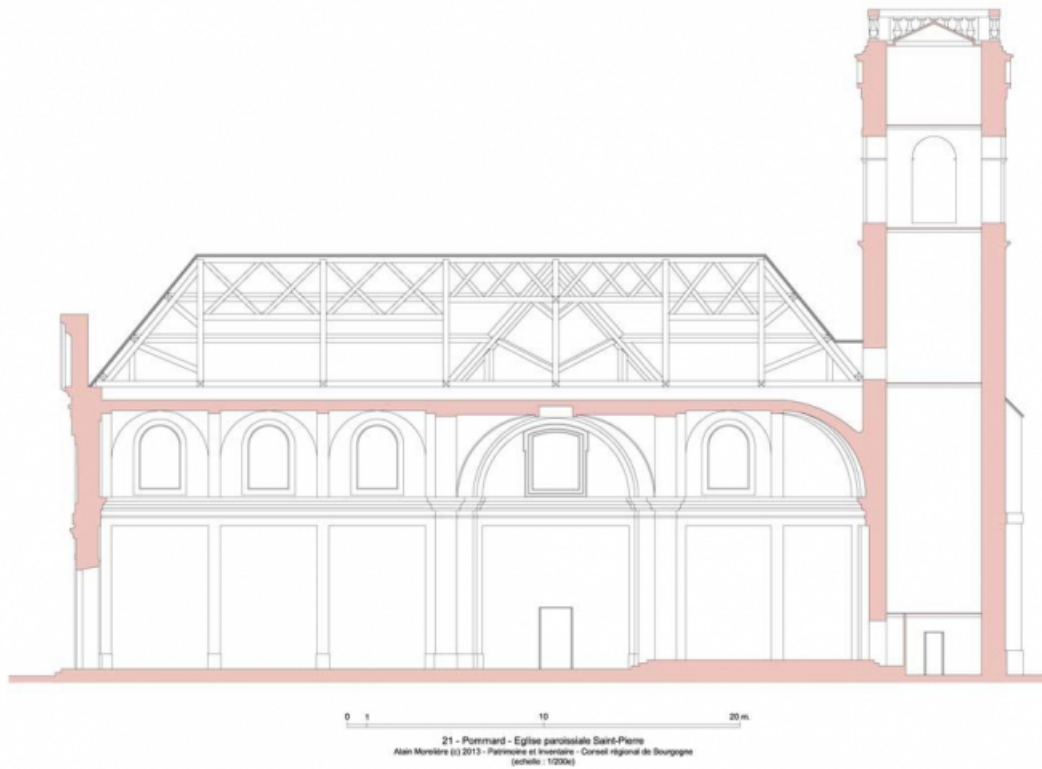 0 1 10 20 m.
21 - Pommard - Eglise paroissiale Saint-Pierre
Alain Morelière (c) 2013 - Patrimoine et Inventaire - Conseil régional de Bourgogne
(echelle : 1/200e)